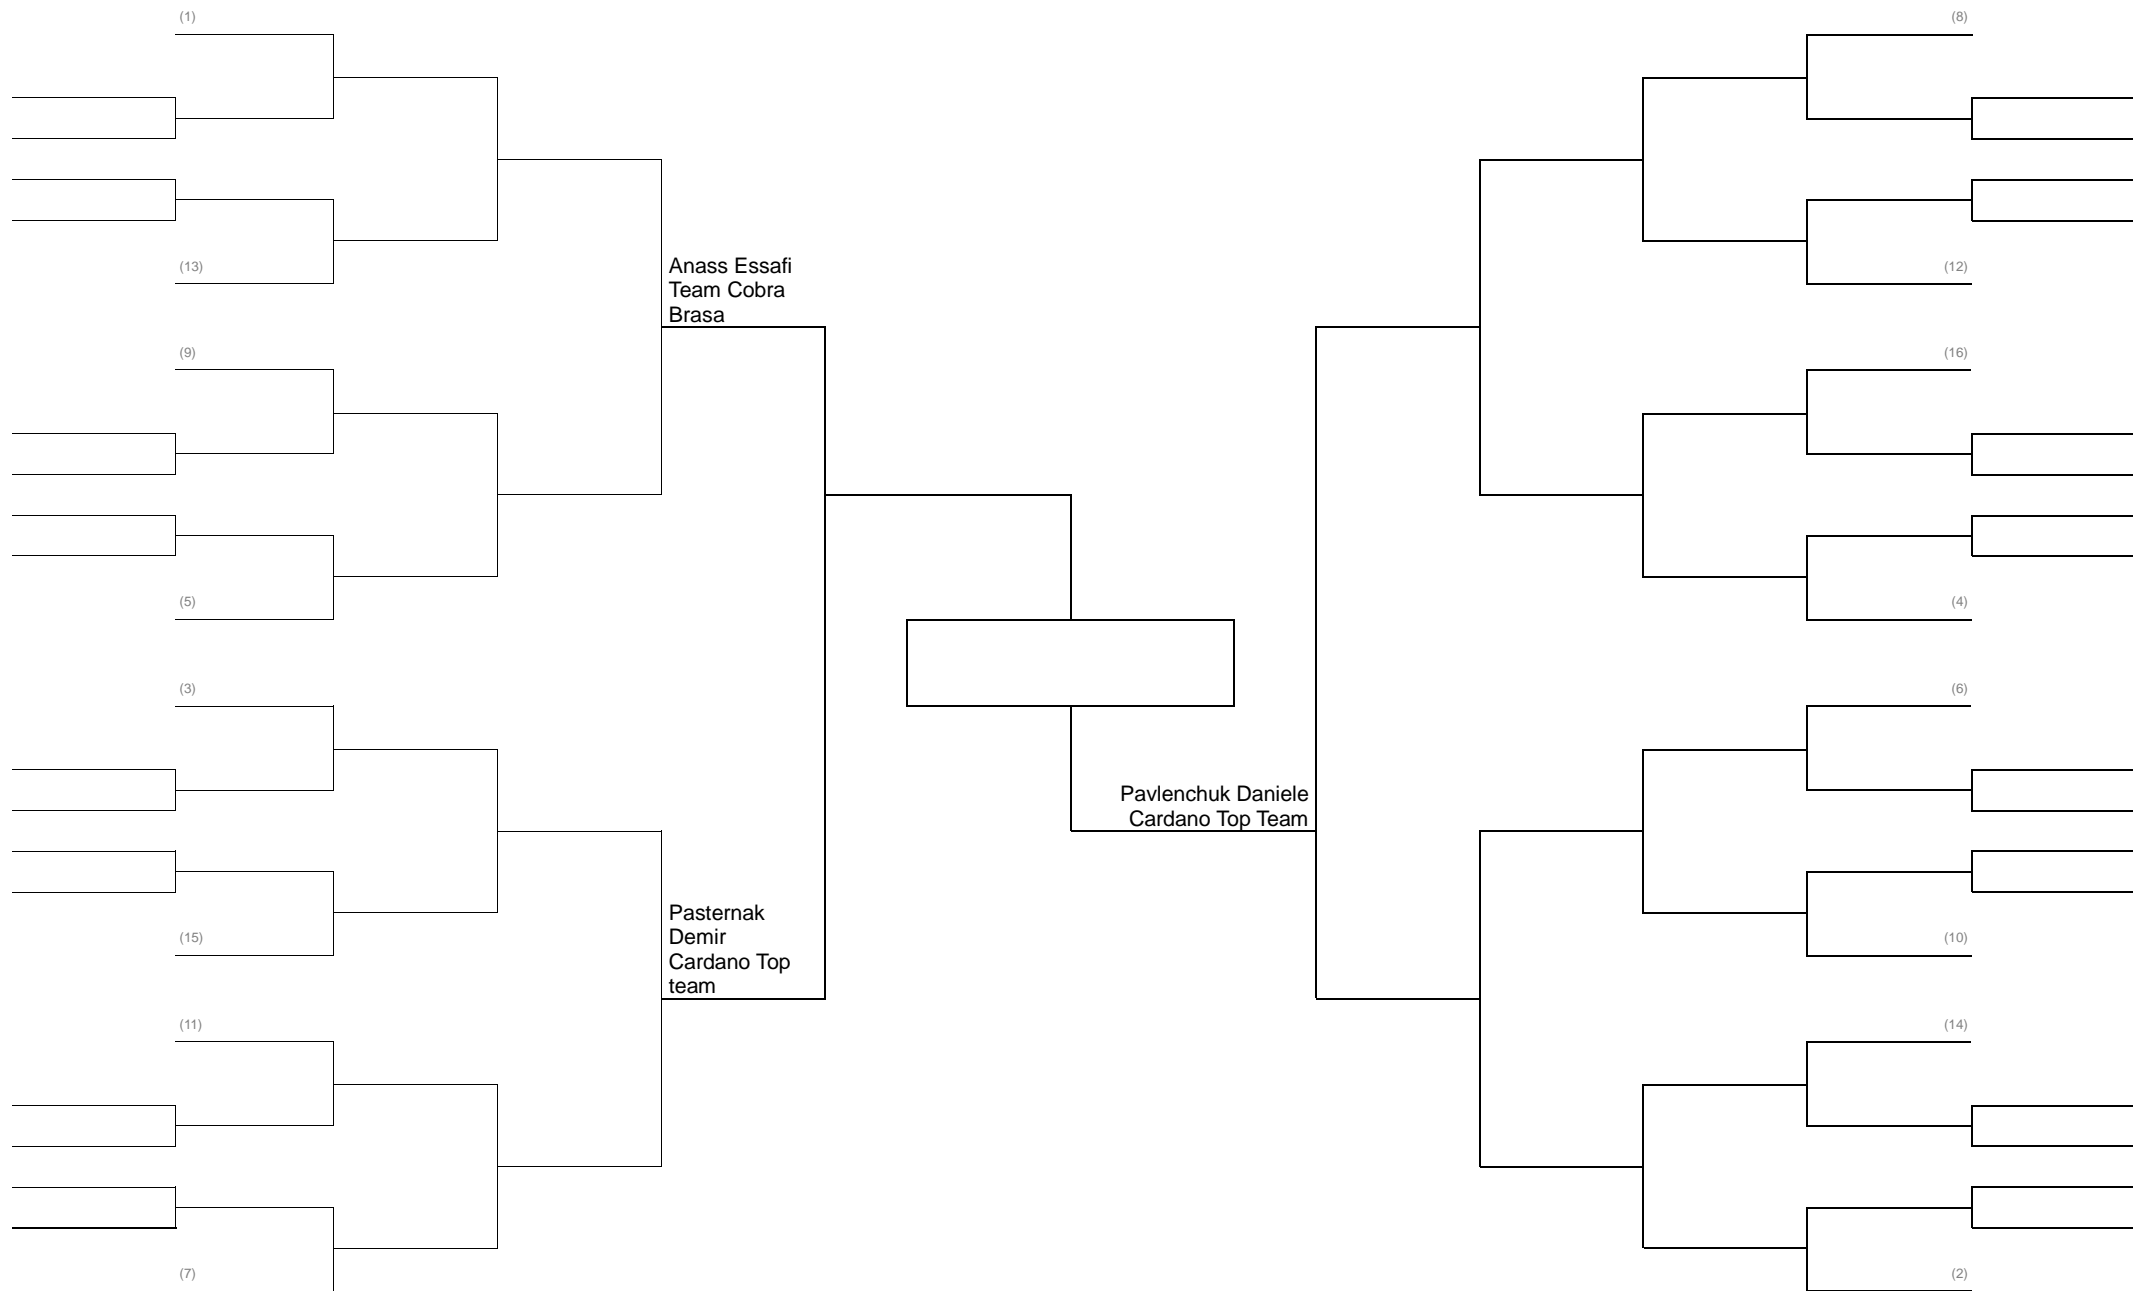 (1)
(8)
(13)
(12)
Anass Essafi
Team Cobra
Brasa
(9)
(16)
(5)
(4)
(3)
(6)
Pavlenchuk Daniele
Cardano Top Team
Pasternak
Demir
Cardano Top
team
(15)
(10)
(11)
(14)
(7)
(2)